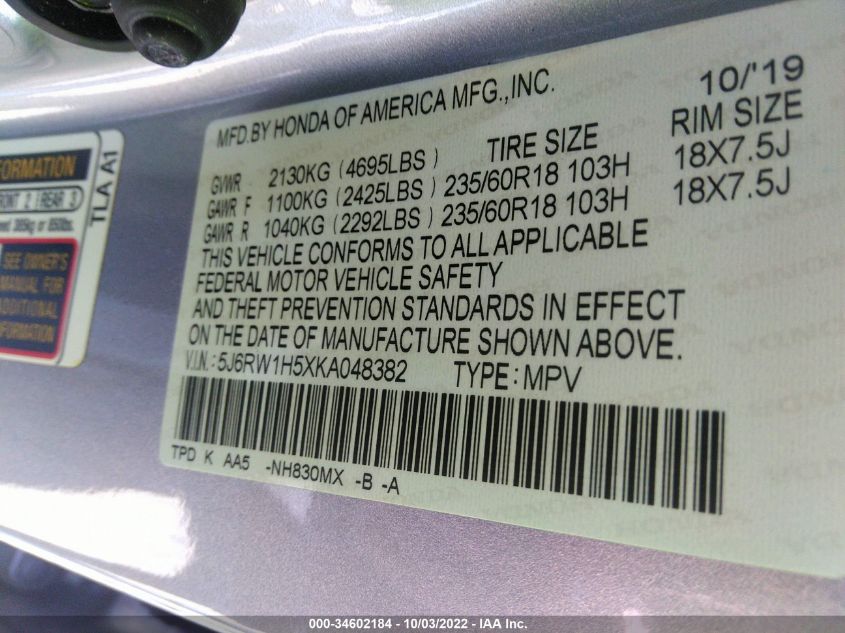 MFD.BY HONDA OF AMERICA MFG.,INC. 10/'19
TIRE SIZE RIM SIZE
GVWR 2130KG (4695LBS)
GAWR F 1100KG (2425LBS) 235/60R18 103H 18X7.5J
GAWR R 1040KG (2292LBS) 235/60R18 103H 18X7.5J
THIS VEHICLE CONFORMS TO ALL APPLICABLE
FEDERAL MOTOR VEHICLE SAFETY
AND THEFT PREVENTION STANDARDS IN EFFECT
ON THE DATE OF MANUFACTURE SHOWN ABOVE.
V.I.N.: 5J6RW1H5XKA048382 TYPE: MPV
TPD K AA5 -NH830MX -B -A
TLA A1
FORMATION
FRONT 2 REAR 3
SEE OWNER'S
MANUAL FOR
ADDITIONAL
INFORMATION
000-34602184 - 10/03/2022 - IAA Inc.